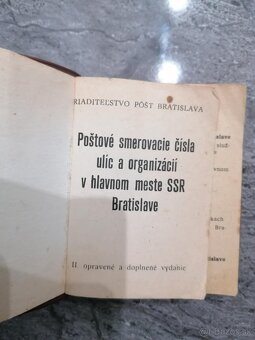 RIADITEĽSTVO PÔŠT BRATISLAVA
Poštové smerovacie čísla
ulíc a organizácií
v hlavnom meste SSR
Bratislave
II. opravené a doplnené vydanie